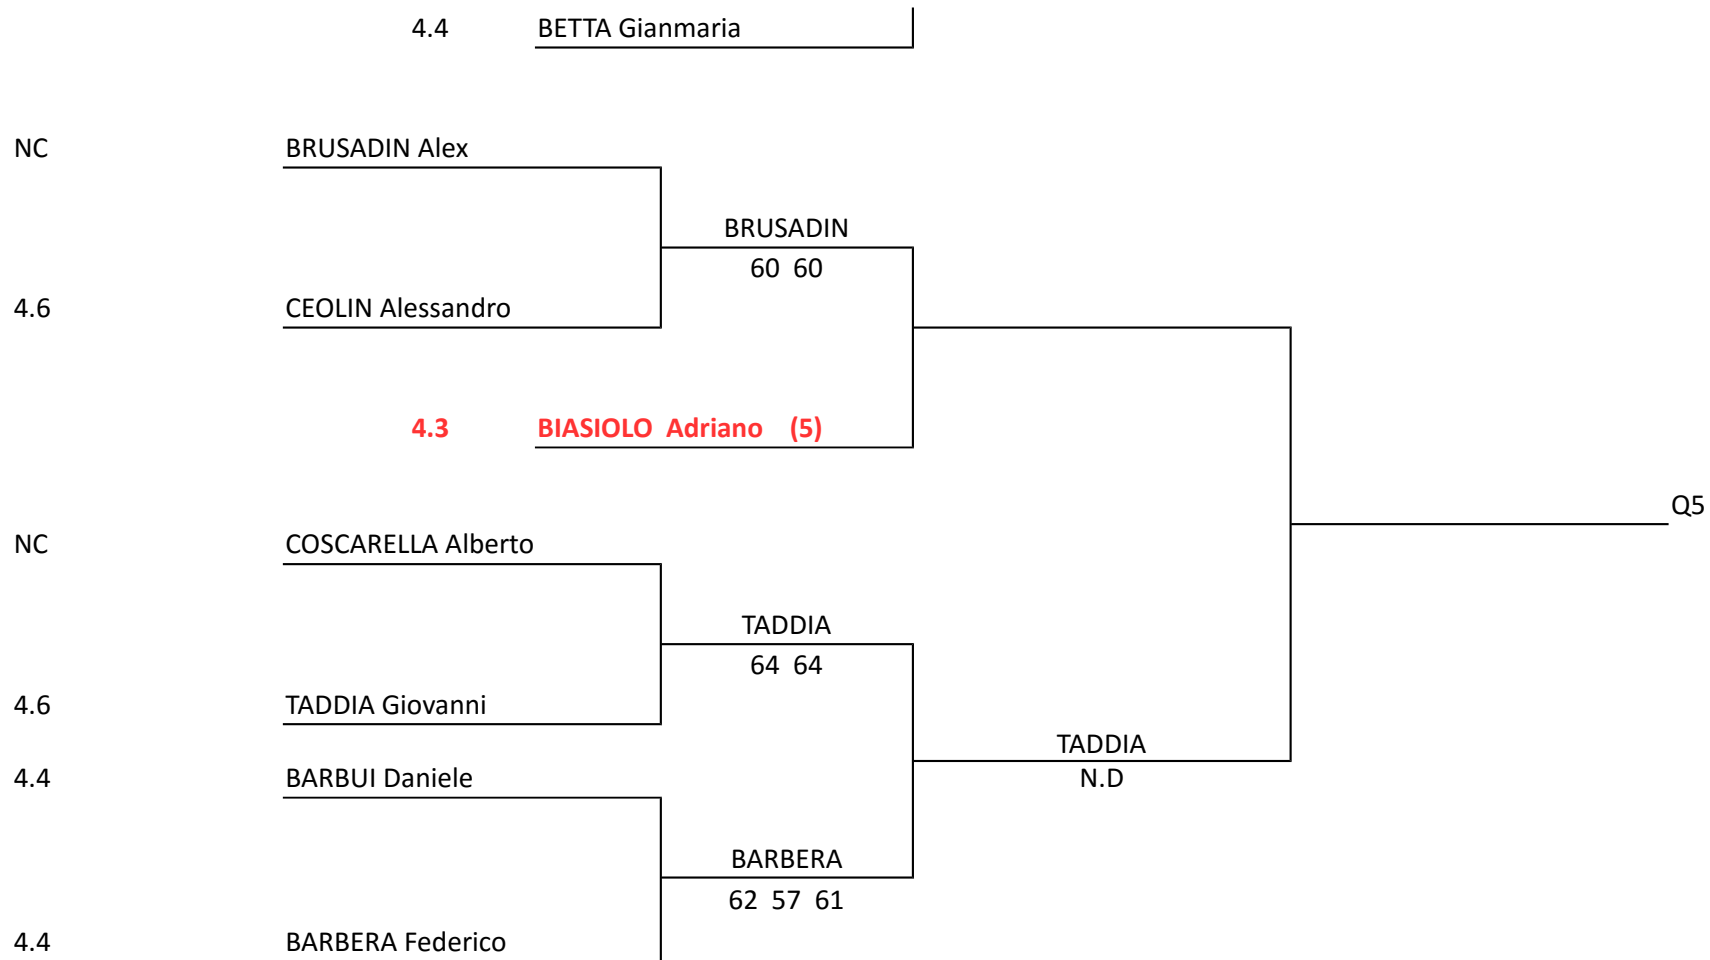 4.4 BETTA Gianmaria
NC BRUSADIN Alex
BRUSADIN
60 60
4.6 CEOLIN Alessandro
4.3 BIASIOLO Adriano (5)
Q5
NC COSCARELLA Alberto
TADDIA
64 64
4.6 TADDIA Giovanni
TADDIA
4.4 BARBUI Daniele N.D
BARBERA
62 57 61
4.4 BARBERA Federico